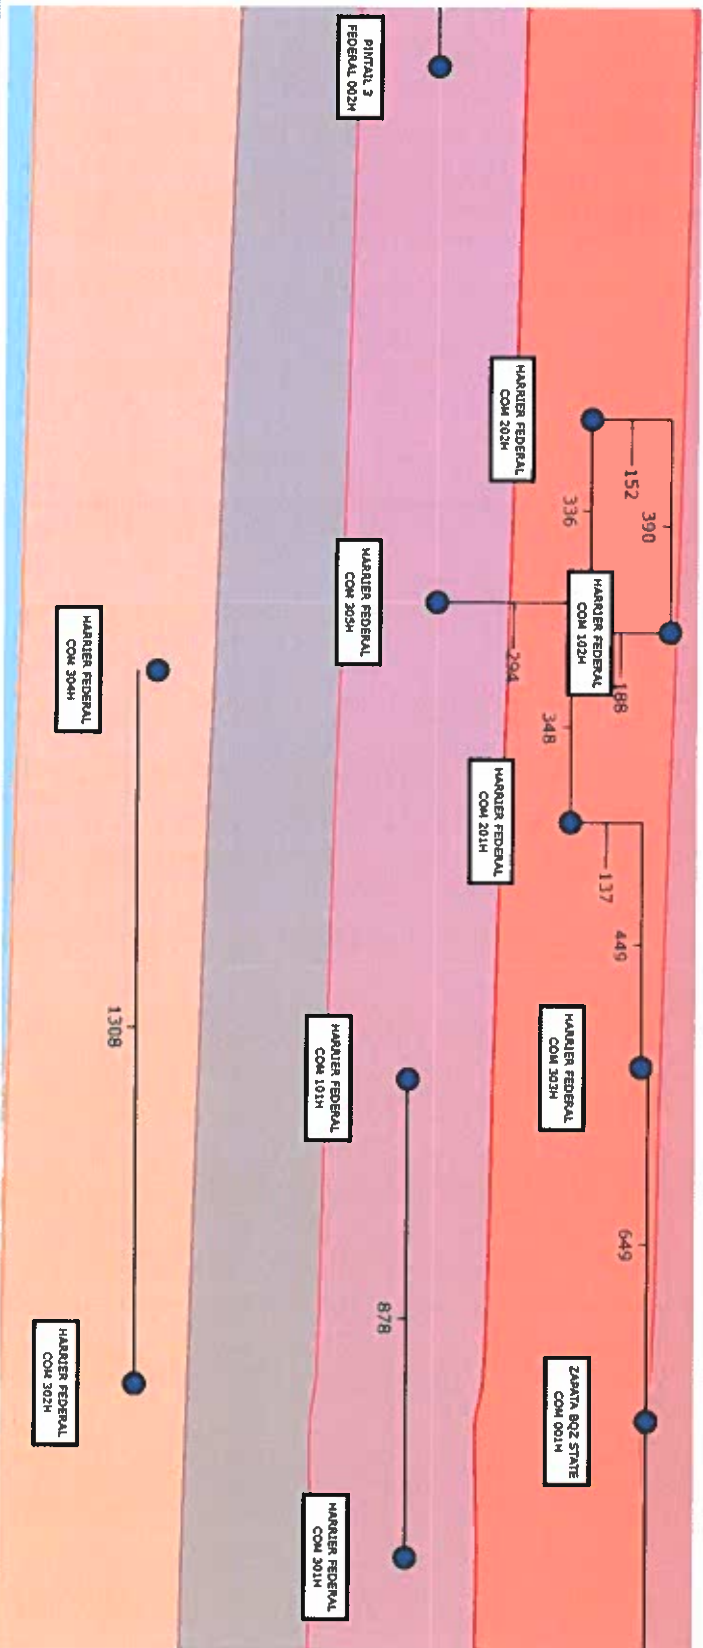 PINTAIL 3
FEDERAL 002H
HARRIER FEDERAL
COM 202H
152
390
336
HARRIER FEDERAL
COM 102H
188
HARRIER FEDERAL
COM 305H
294
348
HARRIER FEDERAL
COM 304H
HARRIER FEDERAL
COM 201H
137
449
HARRIER FEDERAL
COM 303H
HARRIER FEDERAL
COM 101H
1308
649
878
ZAPATA BQ2 STATE
COM 001H
HARRIER FEDERAL
COM 302H
HARRIER FEDERAL
COM 301H